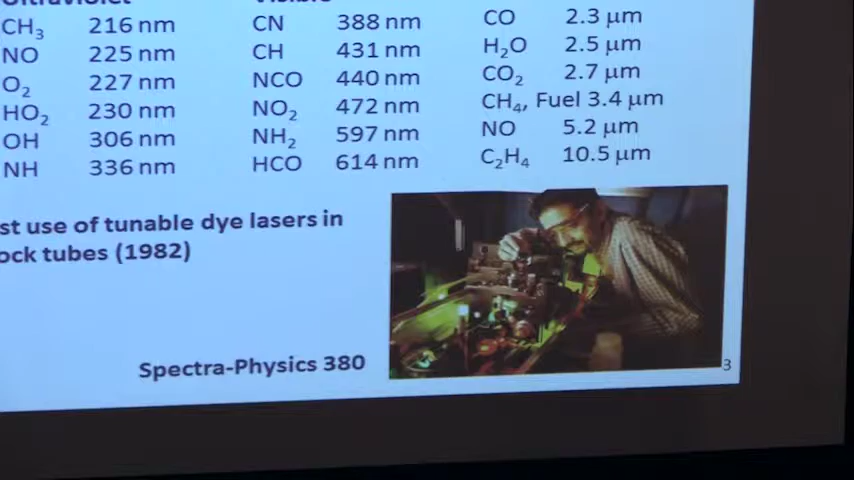 CH₃ 216 nm CN 388 nm CO 2.3 µm
NO 225 nm CH 431 nm H₂O 2.5 µm
O₂ 227 nm NCO 440 nm CO₂ 2.7 µm
HO₂ 230 nm NO₂ 472 nm CH₄, Fuel 3.4 µm
OH 306 nm NH₂ 597 nm NO 5.2 µm
NH 336 nm HCO 614 nm C₂H₄ 10.5 µm
st use of tunable dye lasers in
ock tubes (1982)
Spectra-Physics 380
3